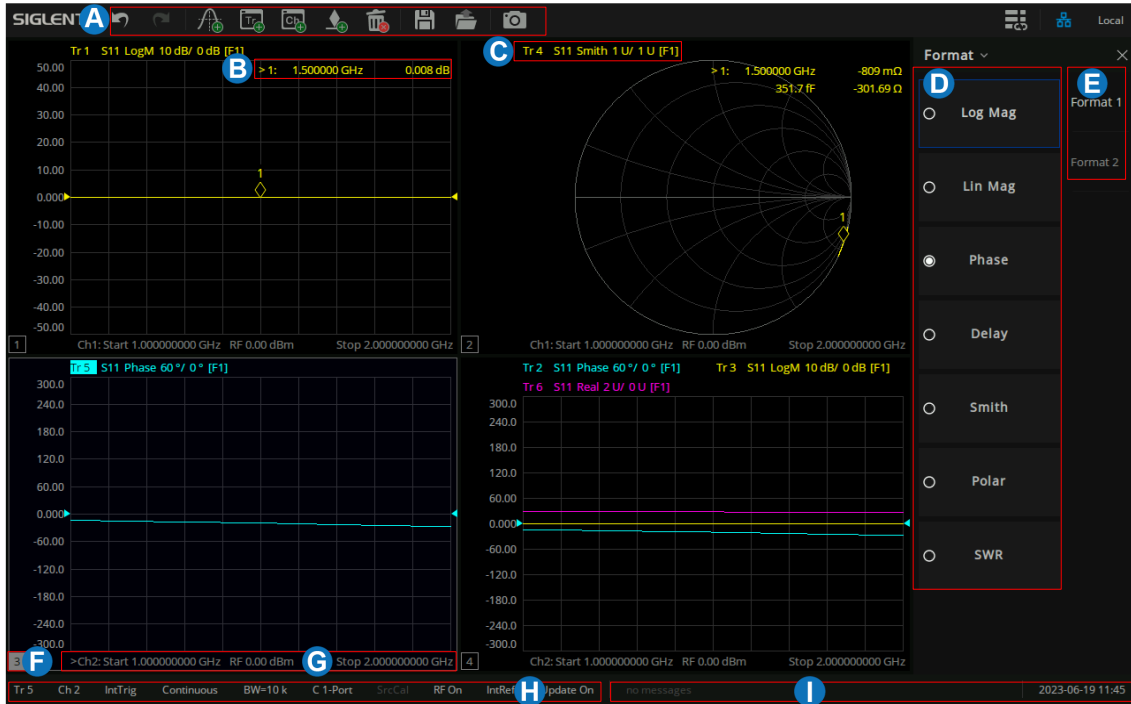 SIGLENT A Local
Tr 1 S11 LogM 10 dB/ 0 dB [F1]
B > 1: 1.500000 GHz 0.008 dB
50.00
40.00
30.00
20.00
10.00
0.000
-10.00
-20.00
-30.00
-40.00
-50.00
1
1 Ch1: Start 1.000000000 GHz RF 0.00 dBm Stop 2.000000000 GHz
C Tr 4 S11 Smith 1 U/ 1 U [F1]
> 1: 1.500000 GHz -809 mΩ
351.7 fF -301.69 Ω
1
2 Ch1: Start 1.000000000 GHz RF 0.00 dBm Stop 2.000000000 GHz
Tr 5 S11 Phase 60 °/ 0 ° [F1]
300.0
240.0
180.0
120.0
60.00
0.000
-60.00
-120.0
-180.0
-240.0
-300.0
3 F >Ch2: Start 1.000000000 GHz RF 0.00 dBm G Stop 2.000000000 GHz
Tr 2 S11 Phase 60 °/ 0 ° [F1] Tr 3 S11 LogM 10 dB/ 0 dB [F1]
Tr 6 S11 Real 2 U/ 0 U [F1]
300.0
240.0
180.0
120.0
60.00
0.000
-60.00
-120.0
-180.0
-240.0
-300.0
4 Ch2: Start 1.000000000 GHz RF 0.00 dBm Stop 2.000000000 GHz
Format
D
Log Mag
Lin Mag
Phase
Delay
Smith
Polar
SWR
E
Format 1
Format 2
Tr 5 Ch 2 IntTrig Continuous BW=10 k C 1-Port SrcCal RF On IntRef H Update On no messages I 2023-06-19 11:45